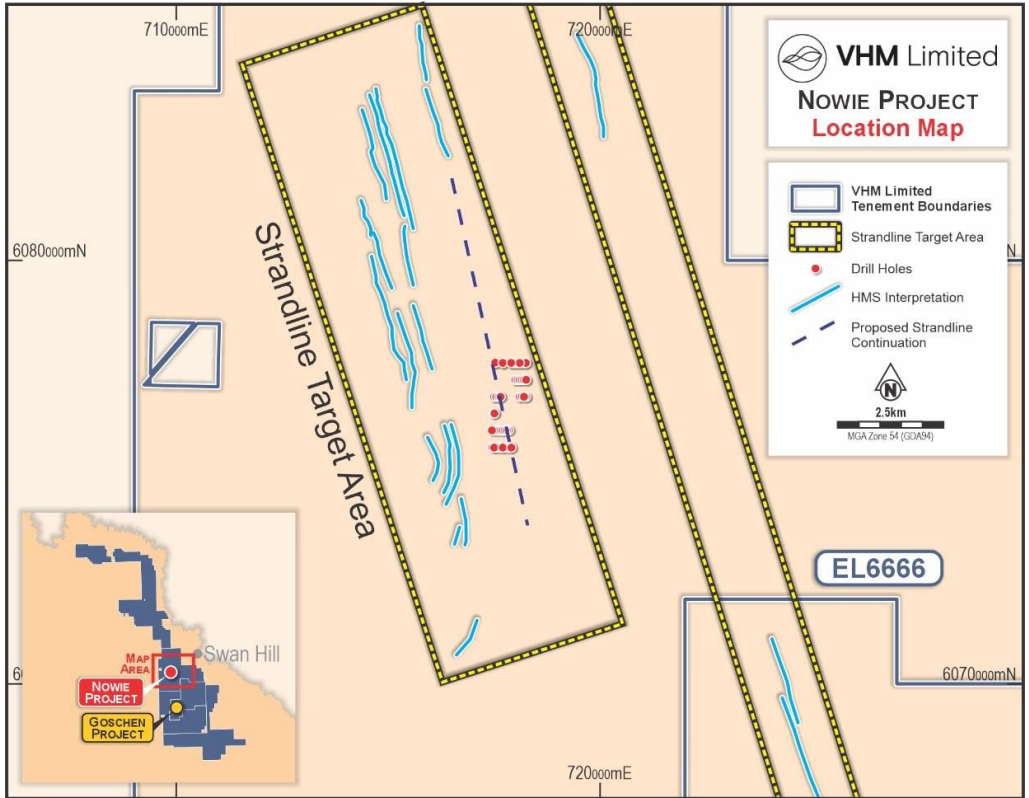 710000mE
720000mE
VHM Limited
NOWIE PROJECT
Location Map
VHM Limited
Tenement Boundaries
Strandline Target Area
Drill Holes
HMS Interpretation
Proposed Strandline
Continuation
N
2.5km
MGA Zone 54 (GDA94)
6080000mN
N
Strandline Target Area
EL6666
6070000mN
6
Swan Hill
MAP
AREA
NOWIE
PROJECT
GOSCHEN
PROJECT
720000mE